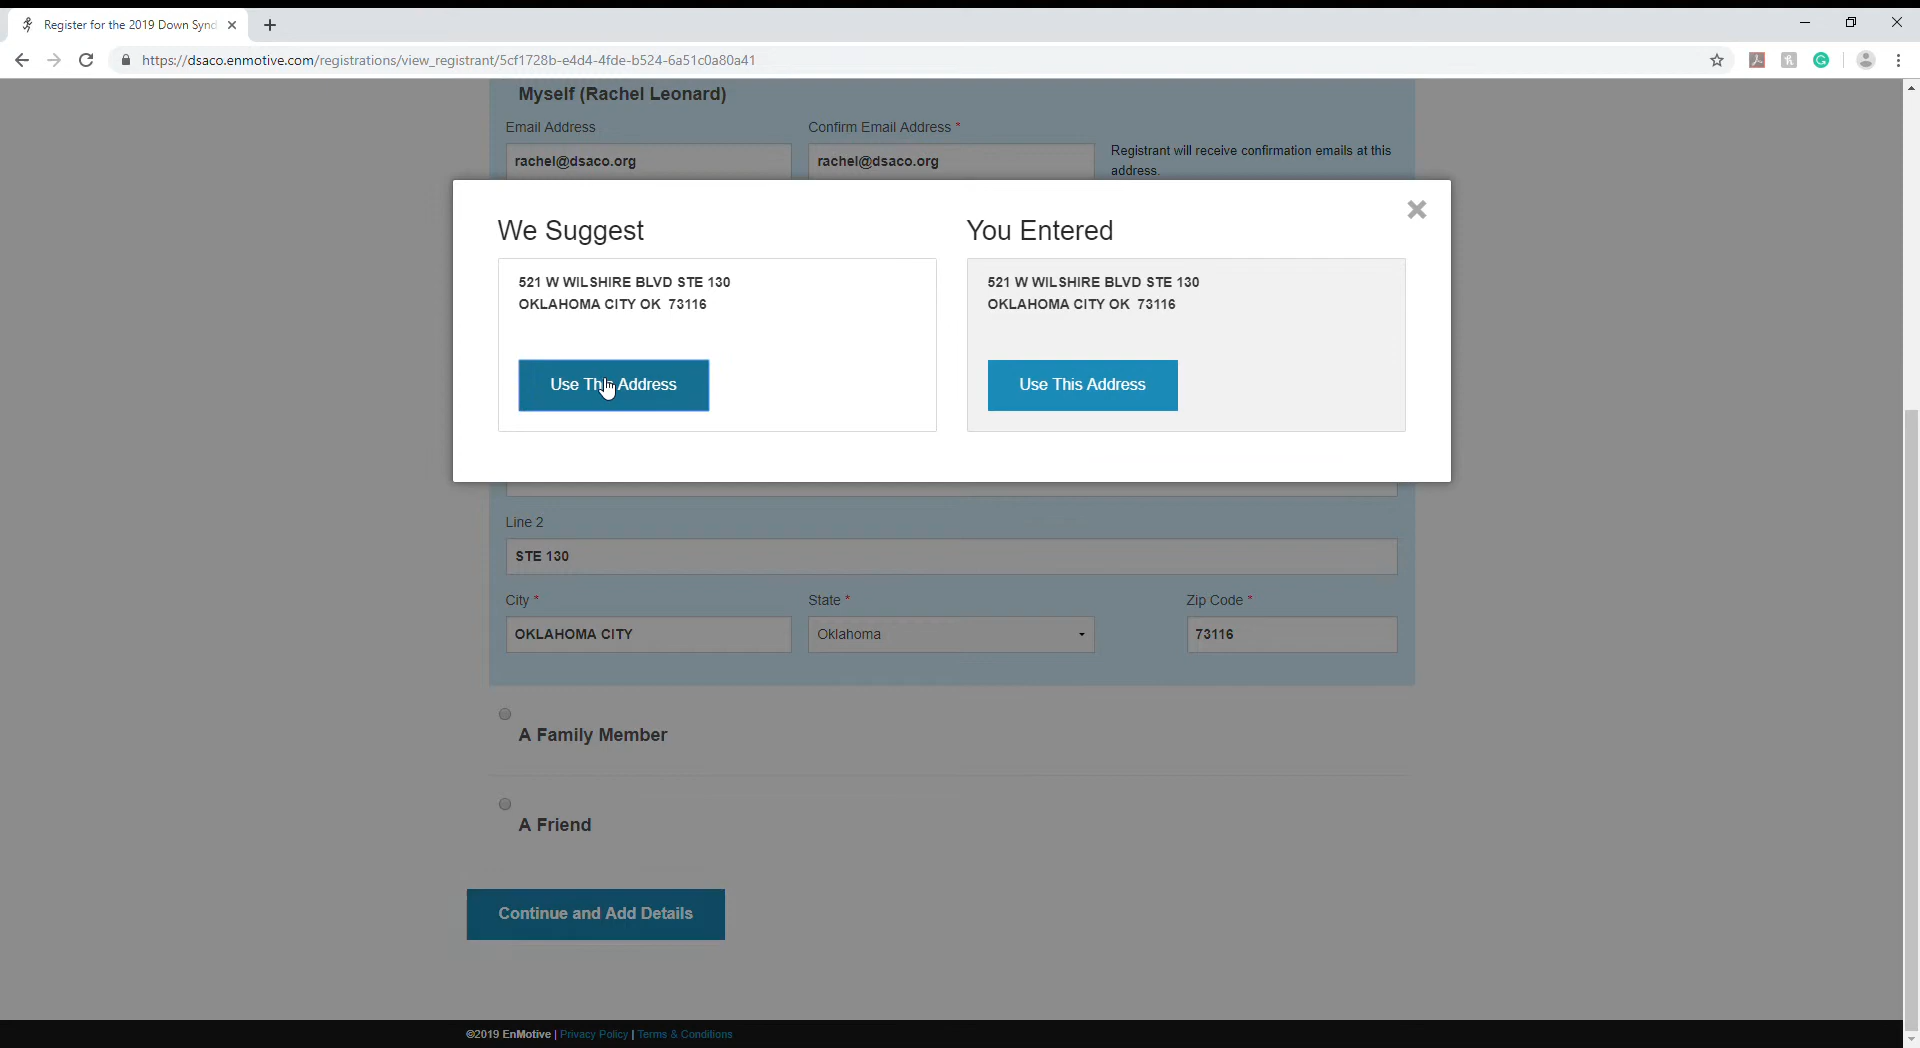 Register for the 2019 Down Synd
https://dsaco.enmotive.com/registrations/view_registrant/5cf1728b-e4d4-4fde-b524-6a51c0a80a41
Myself (Rachel Leonard)
Email Address
Confirm Email Address *
rachel@dsaco.org
rachel@dsaco.org
Registrant will receive confirmation emails at this
address.
We Suggest
You Entered
521 W WILSHIRE BLVD STE 130
OKLAHOMA CITY OK 73116
521 W WILSHIRE BLVD STE 130
OKLAHOMA CITY OK 73116
Use This Address
Use This Address
Line 2
STE 130
City *
State *
Zip Code *
OKLAHOMA CITY
Oklahoma
73116
A Family Member
A Friend
Continue and Add Details
©2019 EnMotive | Privacy Policy | Terms & Conditions